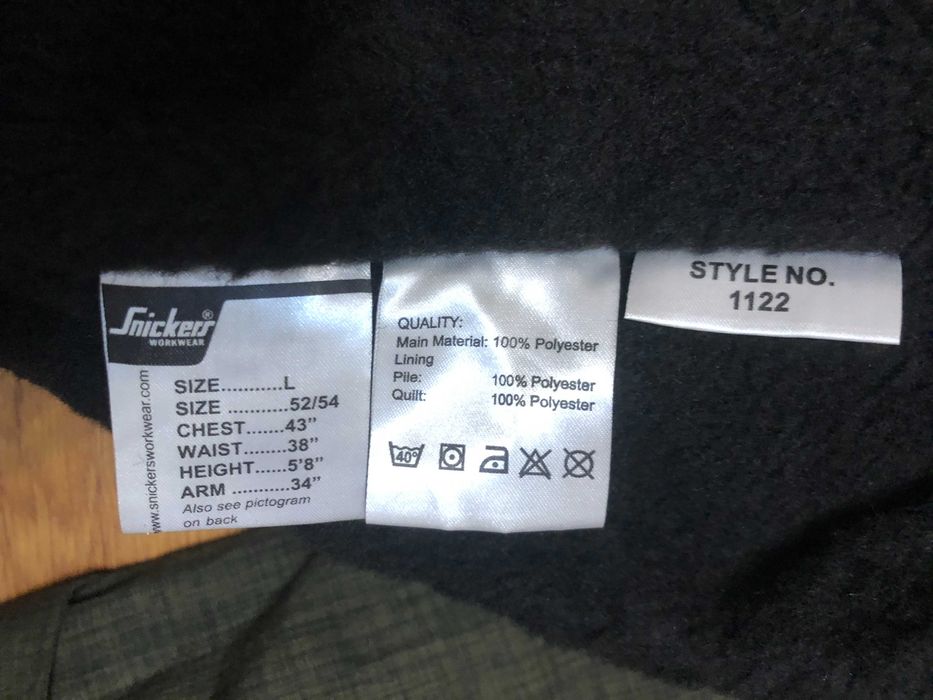 Snickers®
WORKWEAR
www.snickersworkwear.com
SIZE...........L
SIZE ...........52/54
CHEST.......43"
WAIST........38"
HEIGHT......5'8"
ARM ...........34"
Also see pictogram
on back
QUALITY:
Main Material: 100% Polyester
Lining
Pile: 100% Polyester
Quilt: 100% Polyester
40°
STYLE NO.
1122